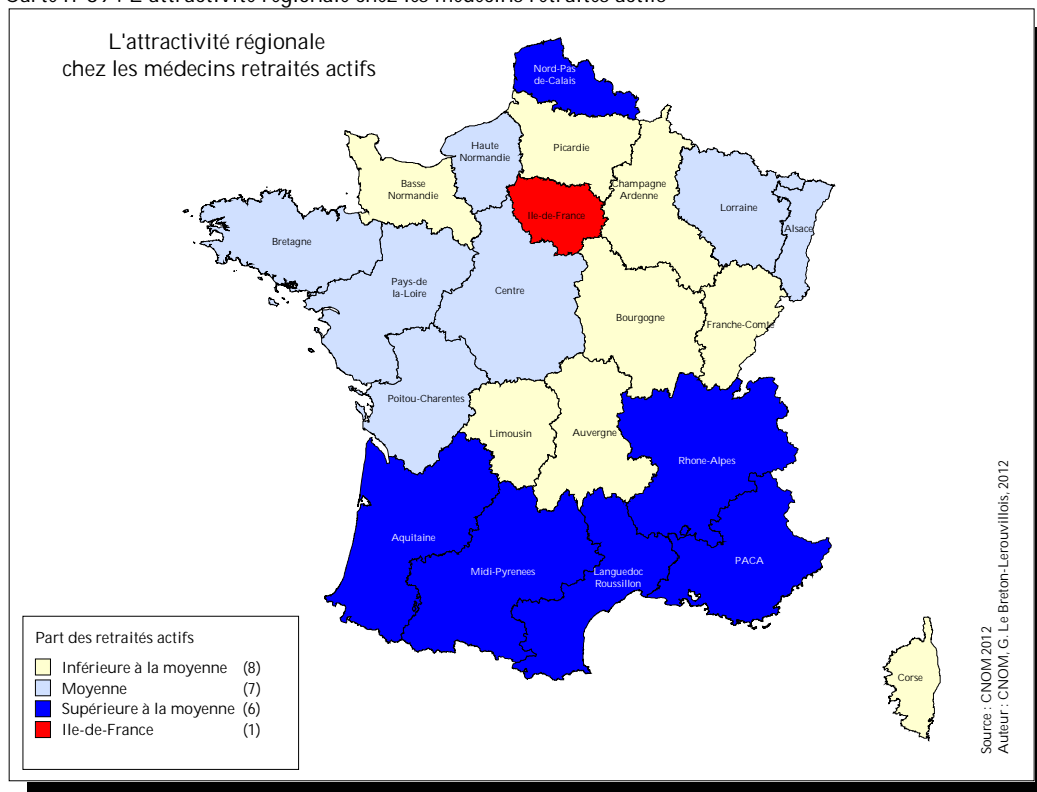 L'attractivité régionale
chez les médecins retraités actifs
Nord-Pas
de-Calais
Haute
Normandie
Picardie
Basse
Normandie
Champagne
Ardenne
Ile-de-France
Lorraine
Alsace
Bretagne
Pays-de
la-Loire
Centre
Bourgogne
Franche-Comte
Poitou-Charentes
Limousin
Auvergne
Rhone-Alpes
Aquitaine
Midi-Pyrenees
Languedoc
Roussillon
PACA
Corse
Part des retraités actifs
Inférieure à la moyenne (8)
Moyenne (7)
Supérieure à la moyenne (6)
Ile-de-France (1)
Source : CNOM 2012
Auteur : CNOM, G. Le Breton-Lerouvillois, 2012